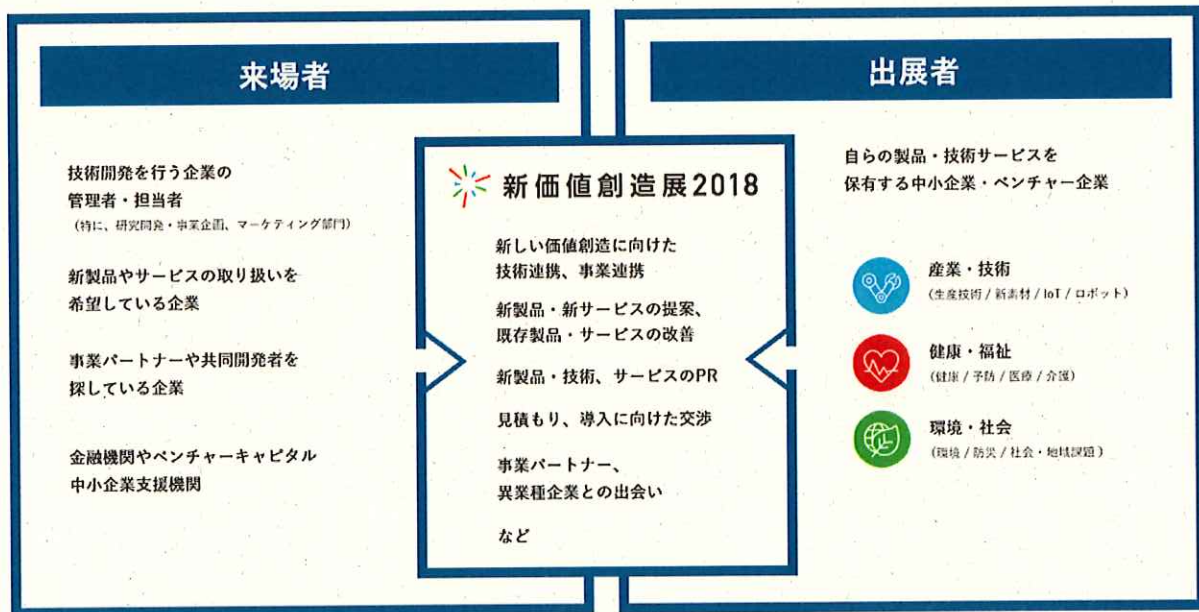 来場者
技術開発を行う企業の
管理者・担当者
(特に、研究開発・事業企画、マーケティング部門)
新製品やサービスの取り扱いを
希望している企業
事業パートナーや共同開発者を
探している企業
金融機関やベンチャーキャピタル
中小企業支援機関
新価値創造展2018
新しい価値創造に向けた
技術連携、事業連携
新製品・新サービスの提案、
既存製品・サービスの改善
新製品・技術、サービスのPR
見積もり、導入に向けた交渉
事業パートナー、
異業種企業との出会い
など
出展者
自らの製品・技術サービスを
保有する中小企業・ベンチャー企業
産業・技術
(生産技術 / 新素材 / IoT / ロボット)
健康・福祉
(健康 / 予防 / 医療 / 介護)
環境・社会
(環境 / 防災 / 社会・地域課題)